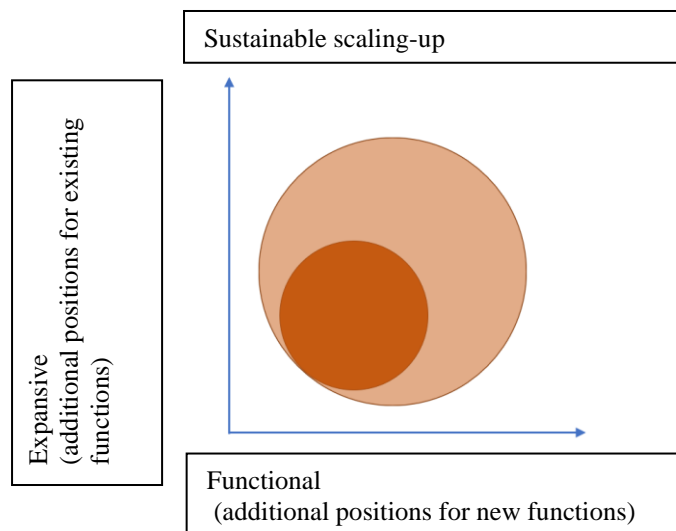 Sustainable scaling-up
Expansive
(additional positions for existing
functions)
Functional
(additional positions for new functions)